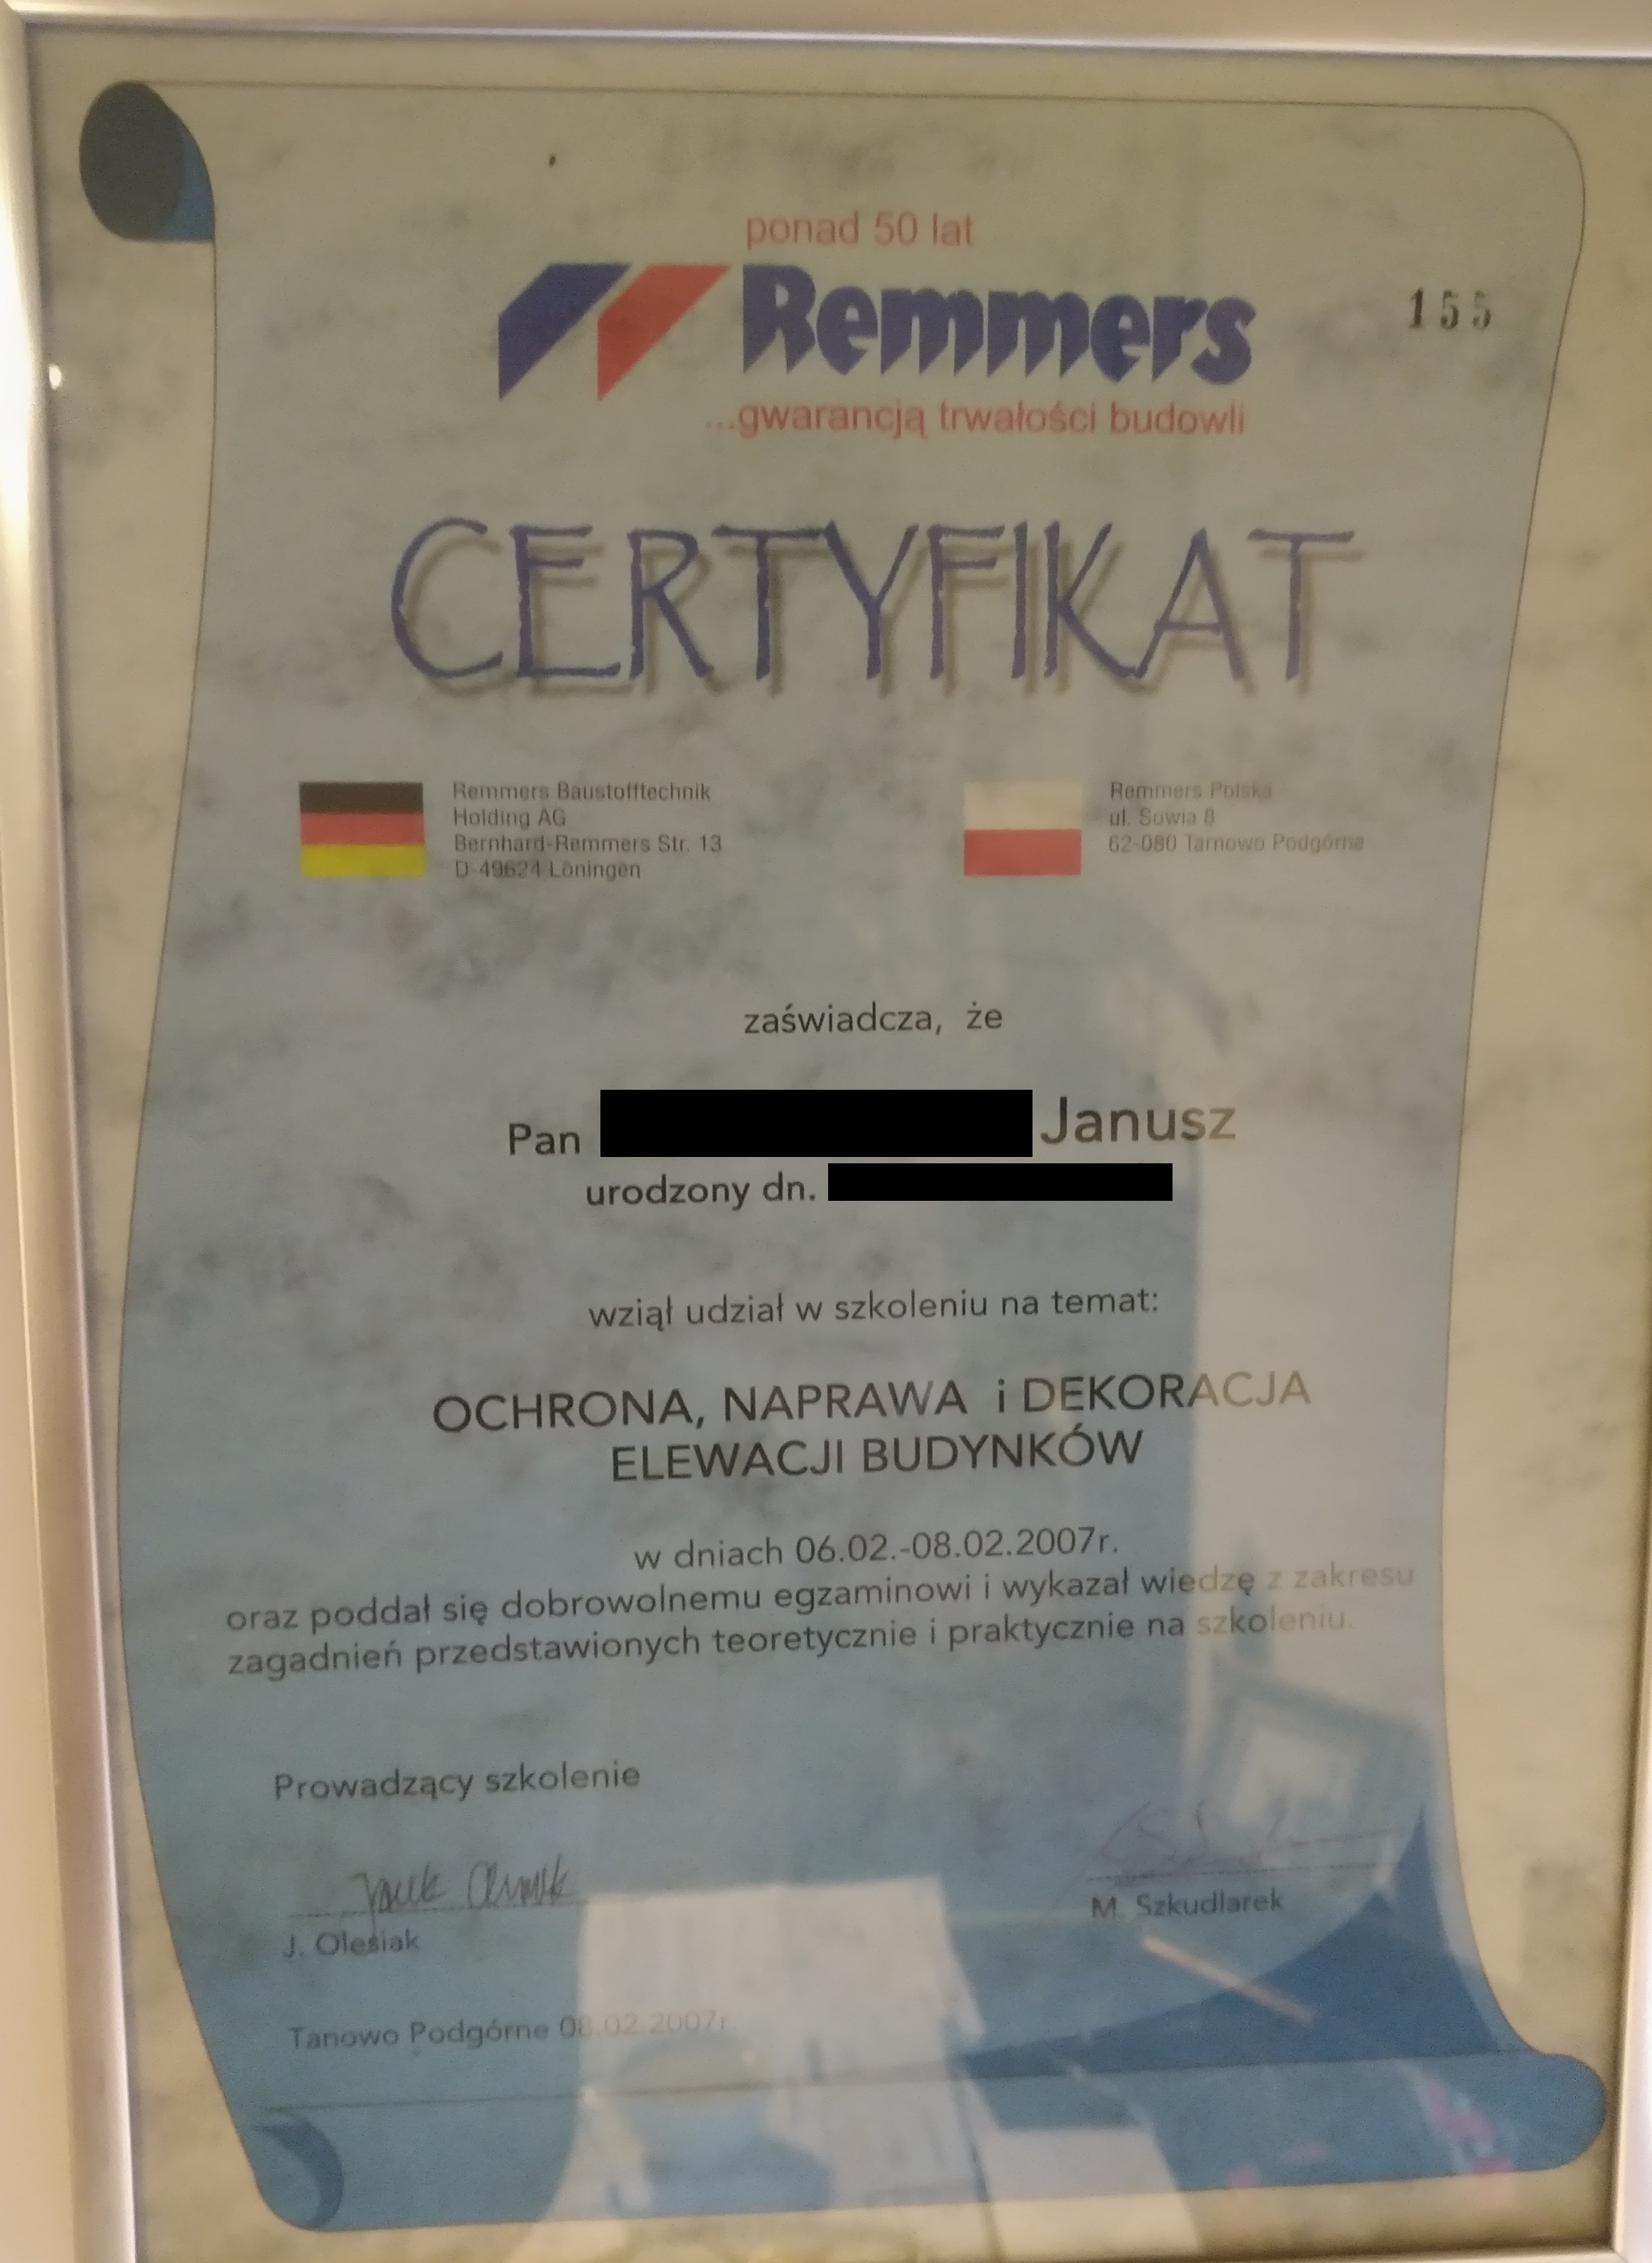 ponad 50 lat
Remmers
155
...gwarancją trwałości budowli
CERTYFIKAT
Remmers Baustofftechnik
Holding AG
Bernhard-Remmers Str. 13
D-49624 Löningen
Remmers Polska
ul. Sowia 8
62-080 Tarnowo Podgórne
zaświadcza, że
Pan Janusz
urodzony dn.
wziął udział w szkoleniu na temat:
OCHRONA, NAPRAWA i DEKORACJA
ELEWACJI BUDYNKÓW
w dniach 06.02.-08.02.2007r.
oraz poddał się dobrowolnemu egzaminowi i wykazał wiedzę z zakresu
zagadnień przedstawionych teoretycznie i praktycznie na szkoleniu.
Prowadzący szkolenie
J. Olesiak
M. Szkudlarek
Tanowo Podgórne 08.02.2007r.